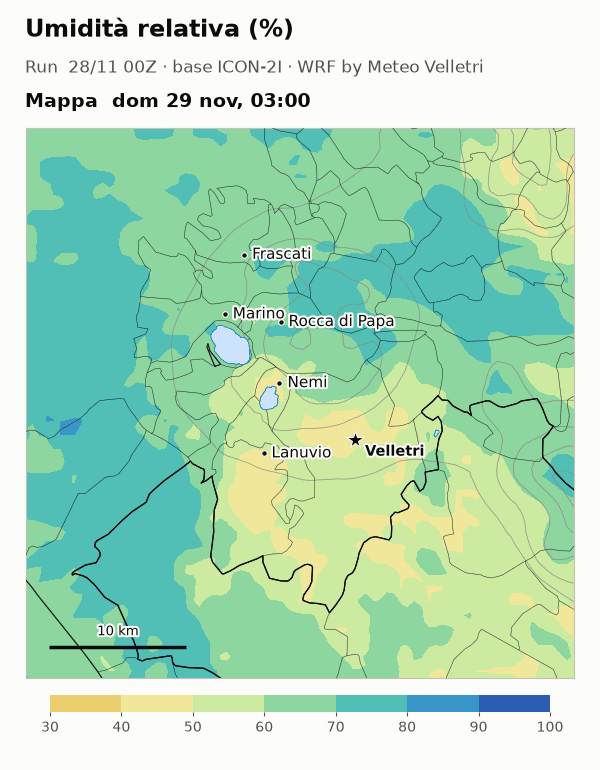 Umidità relativa (%)
Run  28/11 00Z · base ICON-2I · WRF by Meteo Velletri
Mappa  dom 29 nov, 03:00
Frascati
Marino
Rocca di Papa
Nemi
Velletri
Lanuvio
10 km
30 40 50 60 70 80 90 100